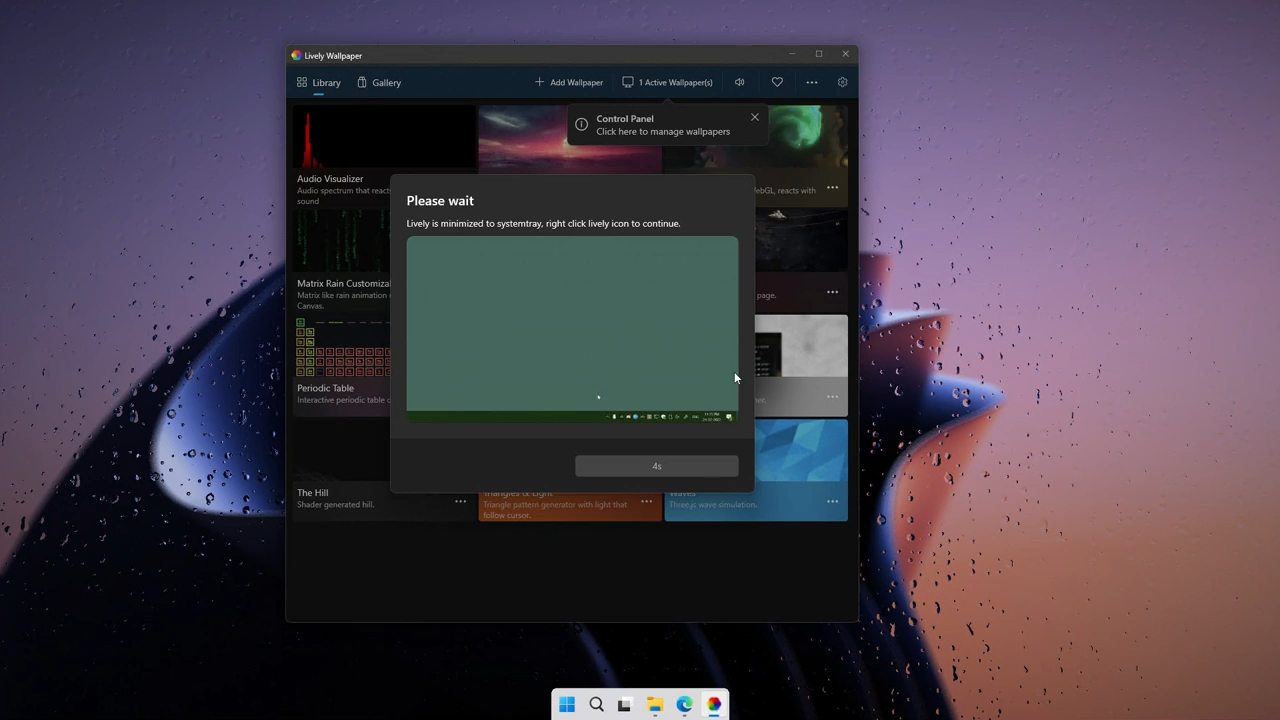 Lively Wallpaper
Library
Gallery
Add Wallpaper
1 Active Wallpaper(s)
Control Panel
Click here to manage wallpapers
Audio Visualizer
Audio spectrum that reacts
sound
WebGL, reacts with
Please wait
Lively is minimized to systemtray, right click lively icon to continue.
Matrix Rain Customiza
Matrix like rain animation
Canvas.
page.
Periodic Table
Interactive periodic table
4s
The Hill
Shader generated hill.
Triangles & Light
Triangle pattern generator with light that
follow cursor.
Waves
Three.js wave simulation.